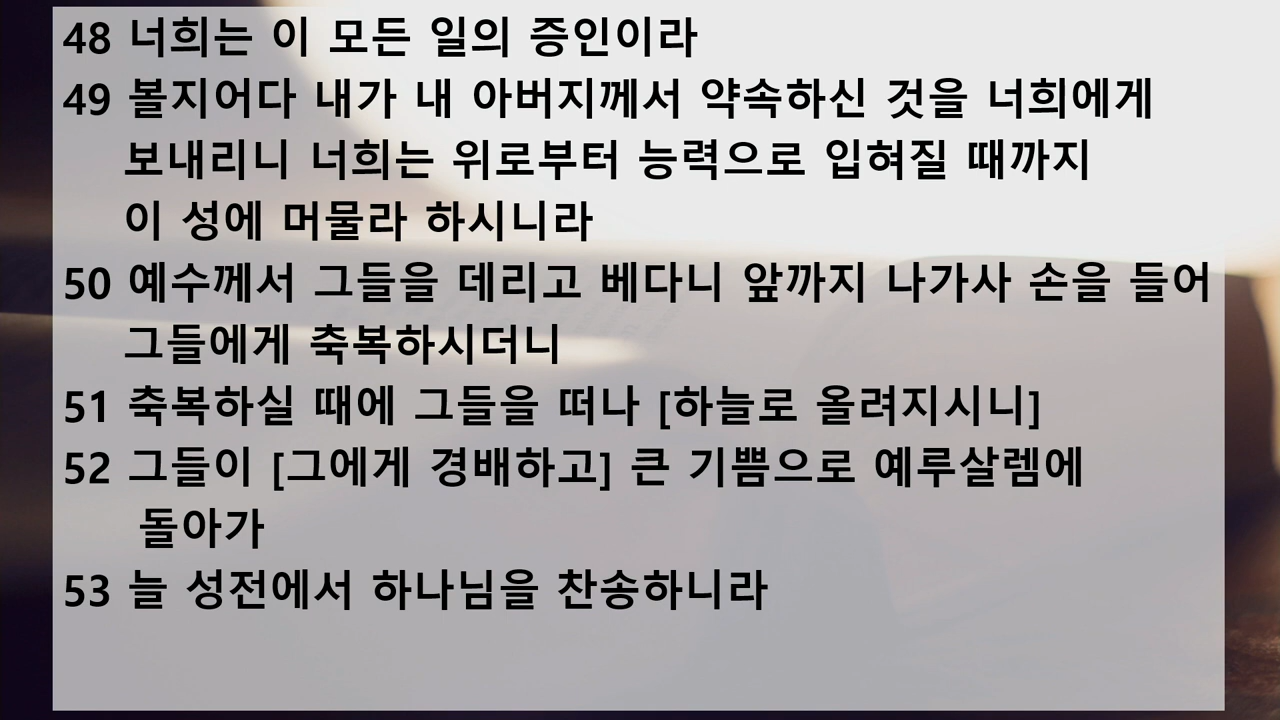 48 너희는 이 모든 일의 증인이라
49 볼지어다 내가 내 아버지께서 약속하신 것을 너희에게
보내리니 너희는 위로부터 능력으로 입혀질 때까지
이 성에 머물라 하시니라
50 예수께서 그들을 데리고 베다니 앞까지 나가사 손을 들어
그들에게 축복하시더니
51 축복하실 때에 그들을 떠나 [하늘로 올려지시니]
52 그들이 [그에게 경배하고] 큰 기쁨으로 예루살렘에
돌아가
53 늘 성전에서 하나님을 찬송하니라